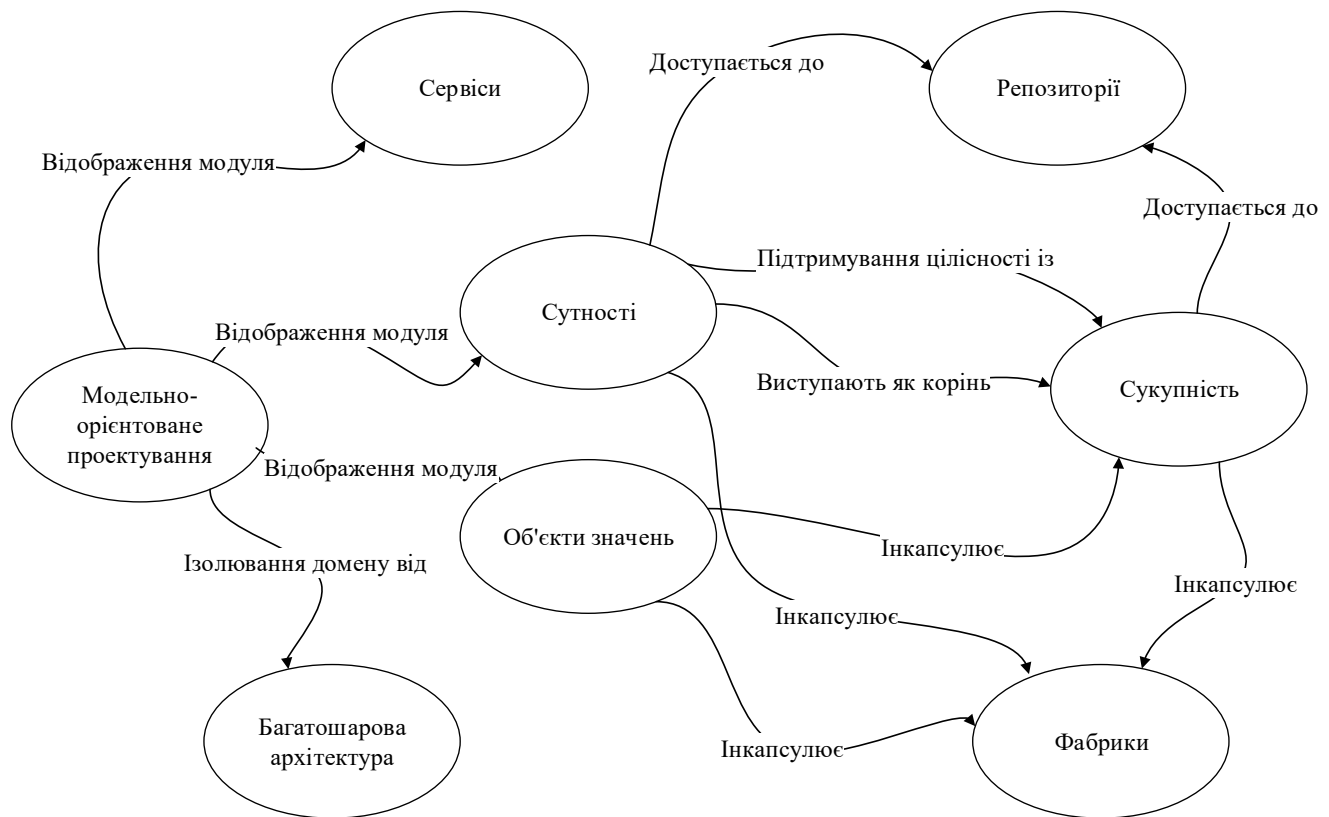 Сервіси
Доступається до
Репозиторії
Відображення модуля
Доступається до
Підтримування цілісності із
Сутності
Відображення модуля
Виступають як корінь
Сукупність
Модельно-
орієнтоване
проектування
Відображення модуля
Об'єкти значень
Інкапсулює
Ізолювання домену від
Інкапсулює
Інкапсулює
Багатошарова
архітектура
Інкапсулює
Фабрики